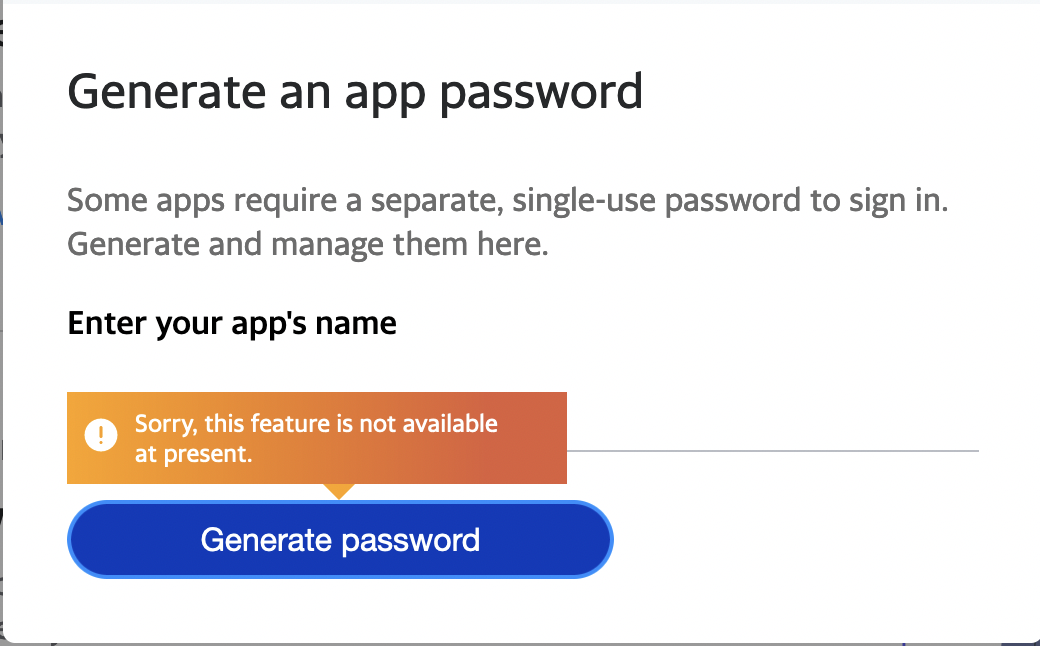 Generate an app password
Some apps require a separate, single-use password to sign in.
Generate and manage them here.
Enter your app's name
Sorry, this feature is not available
at present.
Generate password